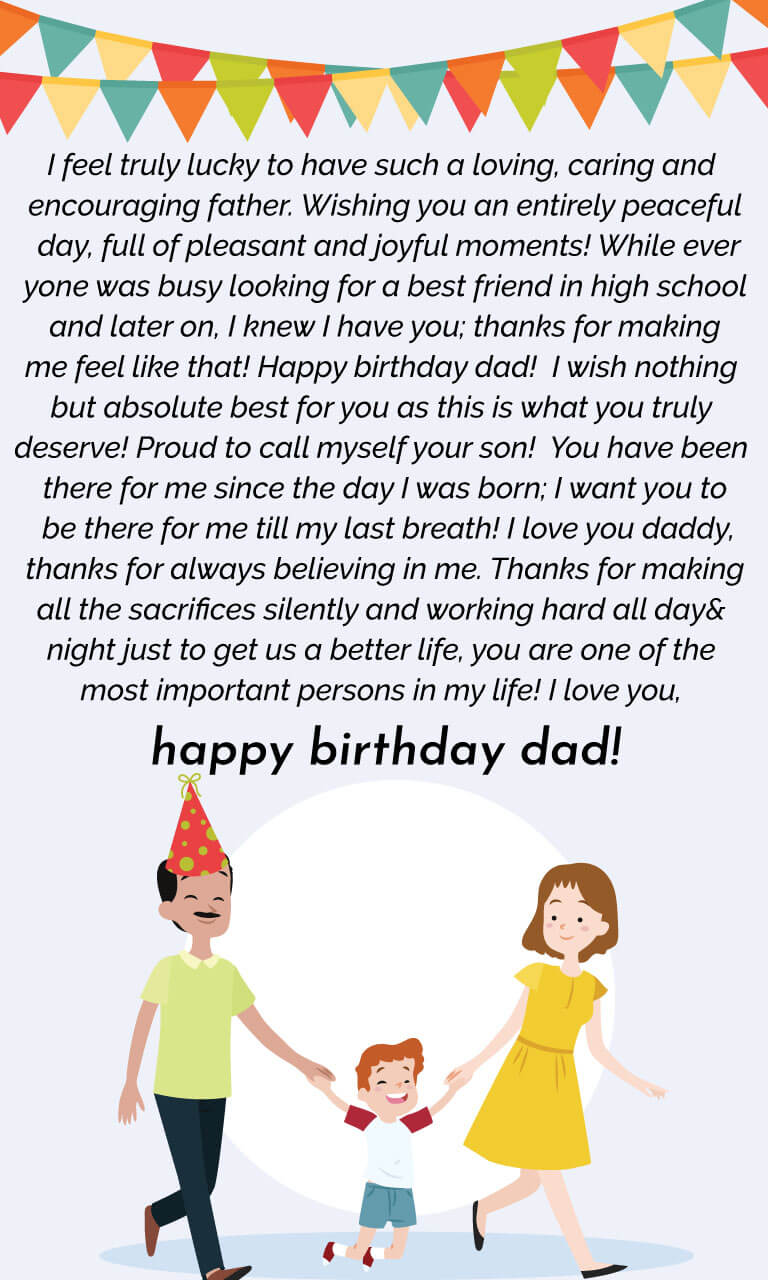 I feel truly lucky to have such a loving, caring and
encouraging father. Wishing you an entirely peaceful
day, full of pleasant and joyful moments! While ever
yone was busy looking for a best friend in high school
and later on, I knew I have you; thanks for making
me feel like that! Happy birthday dad!  I wish nothing
but absolute best for you as this is what you truly
deserve! Proud to call myself your son!  You have been
there for me since the day I was born; I want you to
be there for me till my last breath! I love you daddy,
thanks for always believing in me. Thanks for making
all the sacrifices silently and working hard all day&
night just to get us a better life, you are one of the
most important persons in my life! I love you,
happy birthday dad!